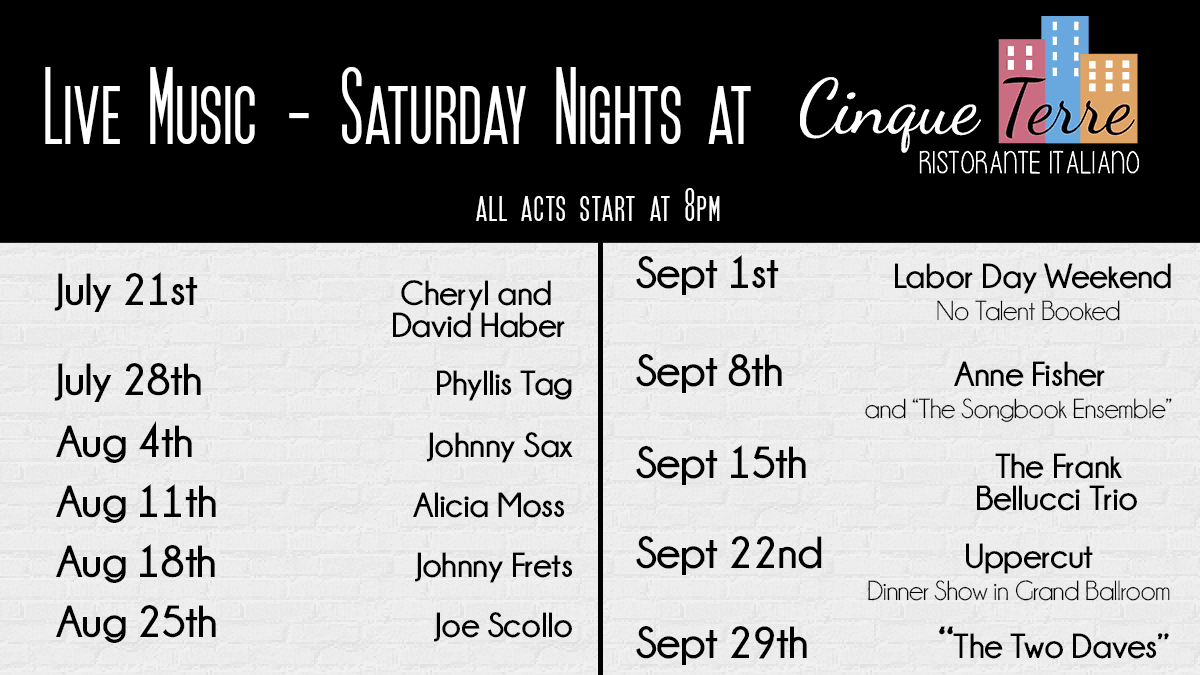 Live Music - Saturday Nights at
Cinque Terre
RISTORANTE ITALIANO
ALL ACTS START AT 8PM
July 21st Cheryl and
David Haber
July 28th Phyllis Tag
Aug 4th Johnny Sax
Aug 11th Alicia Moss
Aug 18th Johnny Frets
Aug 25th Joe Scollo
Sept 1st Labor Day Weekend
No Talent Booked
Sept 8th Anne Fisher
and “The Songbook Ensemble”
Sept 15th The Frank
Bellucci Trio
Sept 22nd Uppercut
Dinner Show in Grand Ballroom
Sept 29th “The Two Daves”